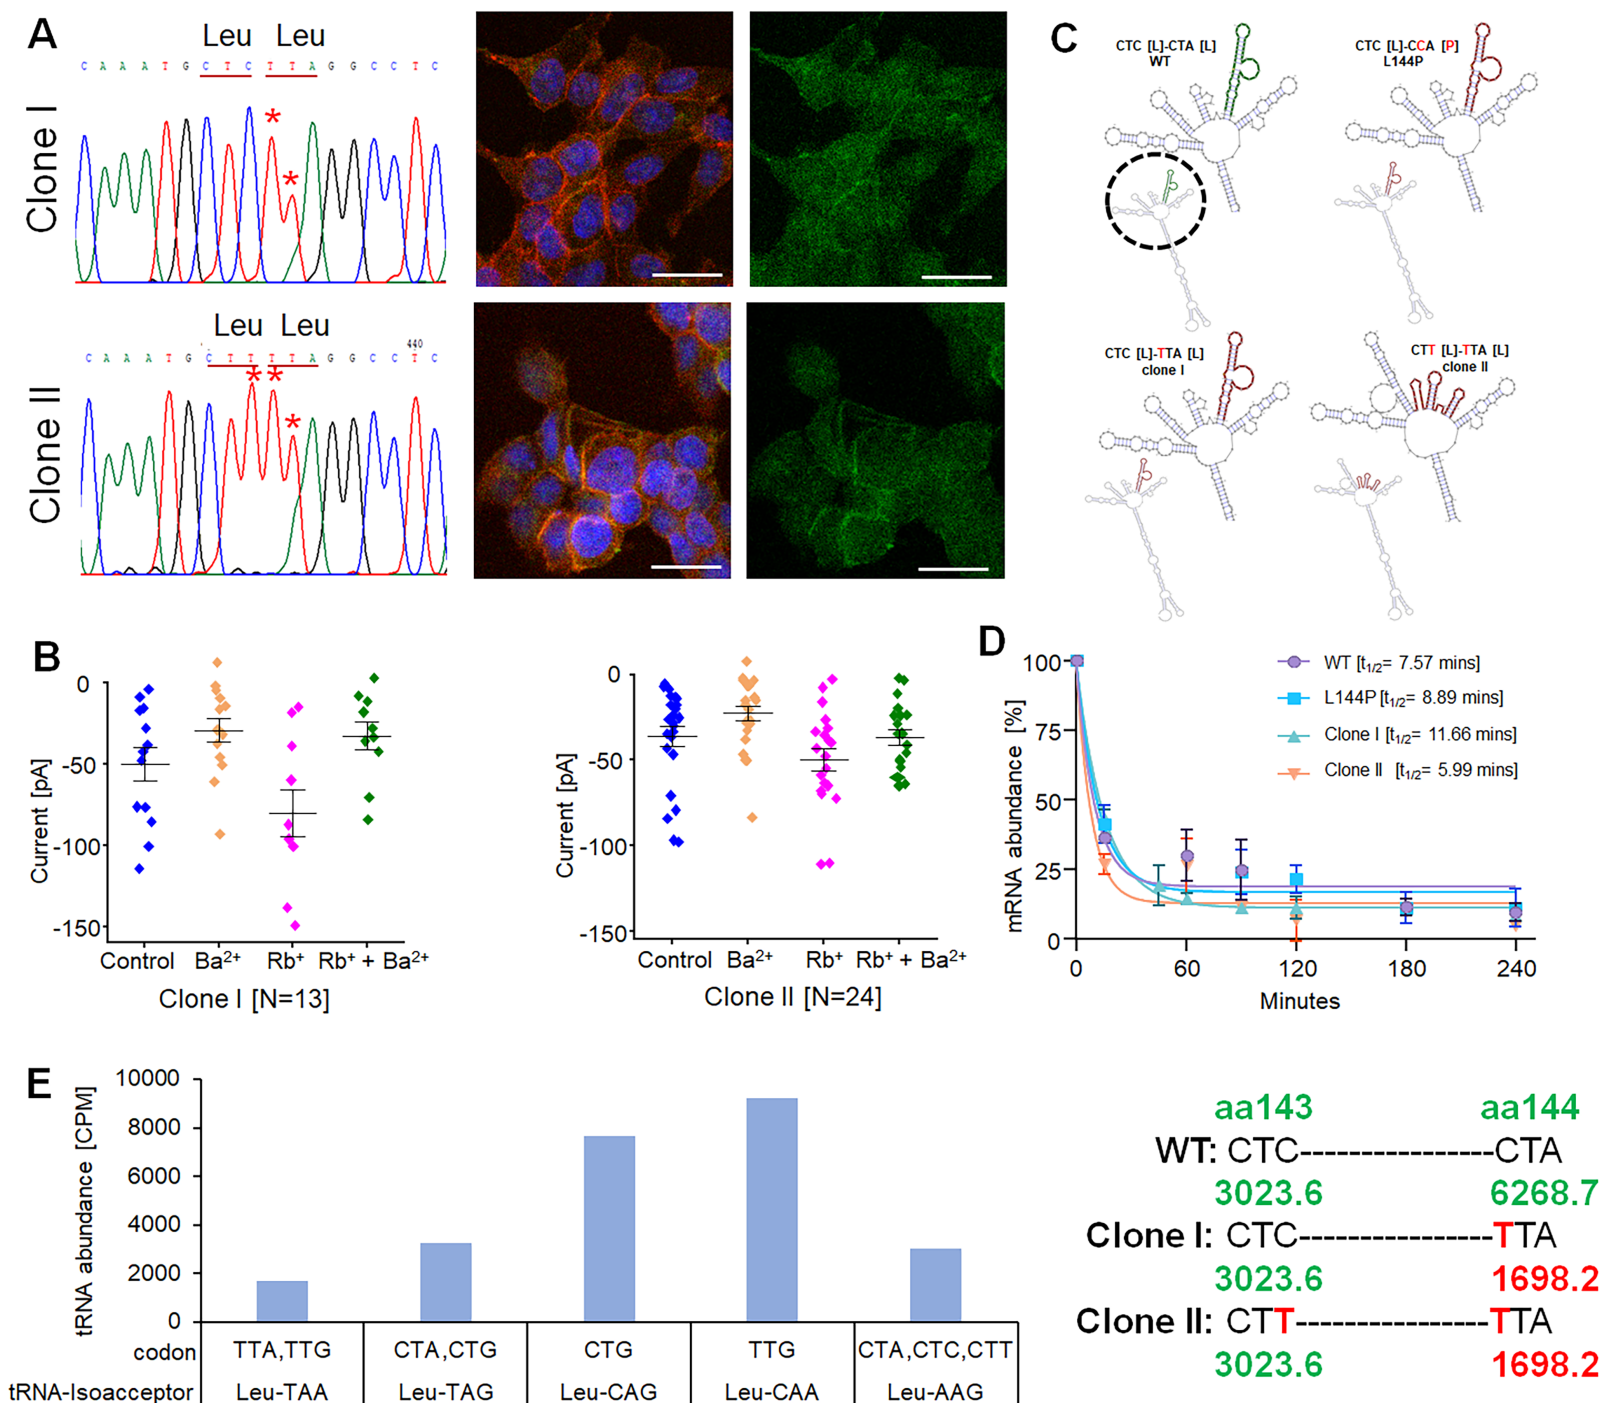 A
Leu Leu
C A A A T G C T C T T A G G C C T C
* *
Clone I
Leu Leu
440
C A A A T G C T T T T A G G C C T C
* * *
Clone II
C
CTC [L]-CTA [L]
WT
CTC [L]-CCA [P]
L144P
CTC [L]-TTA [L]
clone I
CTT [L]-TTA [L]
clone II
B
Current [pA]
0
-50
-100
-150
Control Ba2+ Rb+ Rb+ + Ba2+
Clone I [N=13]
Current [pA]
0
-50
-100
-150
Control Ba2+ Rb+ Rb+ + Ba2+
Clone II [N=24]
D
mRNA abundance [%]
100
75
50
25
0
0 60 120 180 240
Minutes
WT [t1/2= 7.57 mins]
L144P [t1/2= 8.89 mins]
Clone I [t1/2= 11.66 mins]
Clone II [t1/2= 5.99 mins]
E
tRNA abundance [CPM]
10000
8000
6000
4000
2000
0
codon TTA,TTG CTA,CTG CTG TTG CTA,CTC,CTT
tRNA-Isoacceptor Leu-TAA Leu-TAG Leu-CAG Leu-CAA Leu-AAG
aa143 aa144
WT: CTC----------------CTA
3023.6 6268.7
Clone I: CTC----------------TTA
3023.6 1698.2
Clone II: CTT----------------TTA
3023.6 1698.2